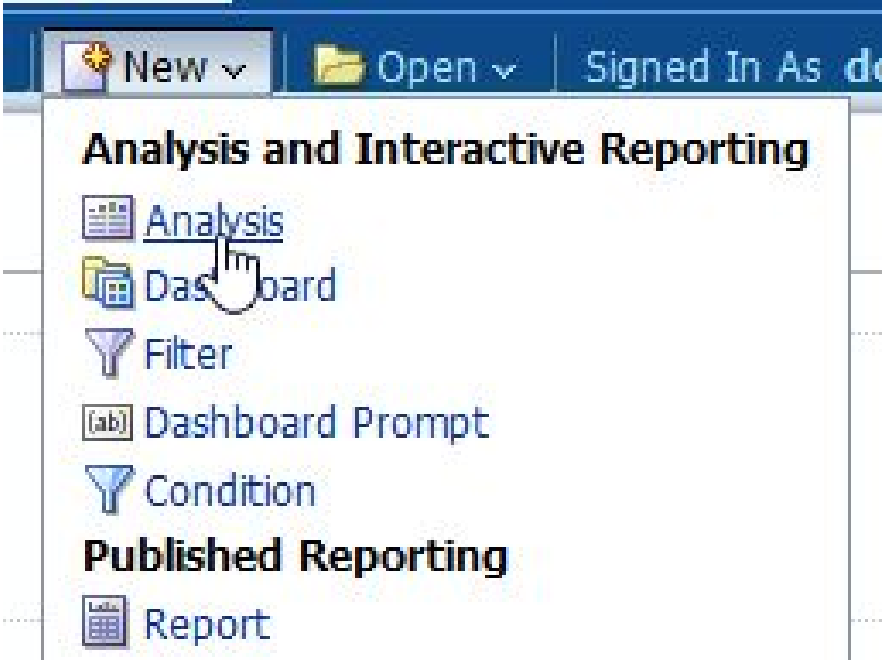 New Open Signed In As
Analysis and Interactive Reporting
Analysis
Dashboard
Filter
[ab] Dashboard Prompt
Condition
Published Reporting
Report